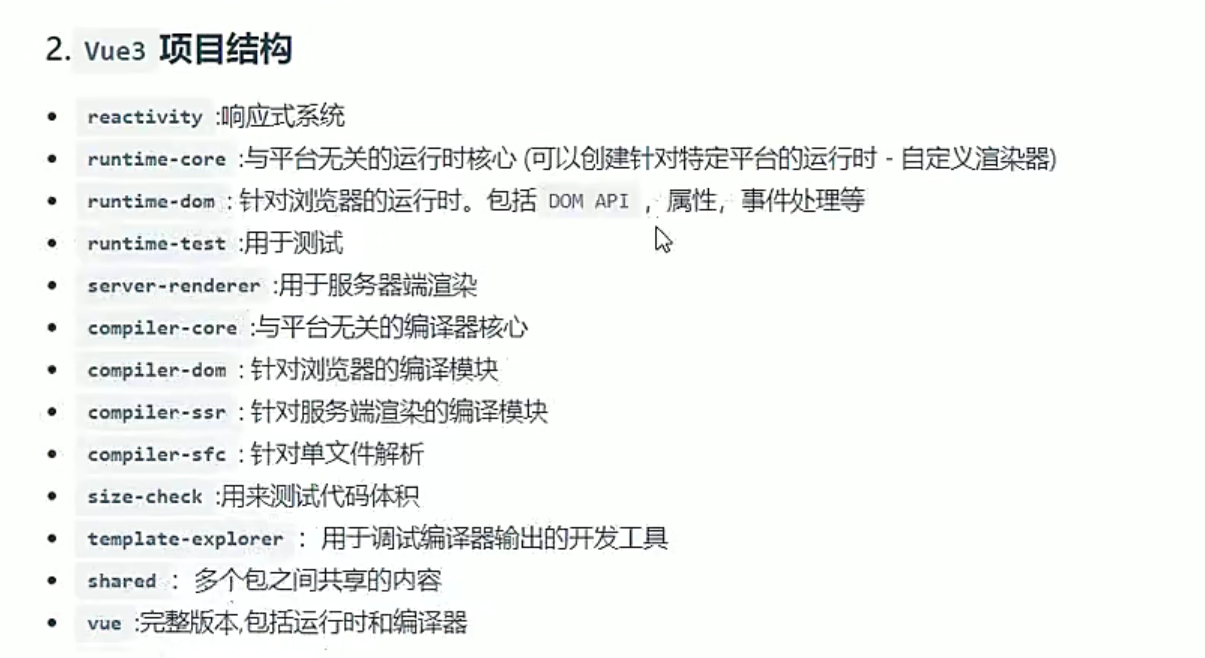 2. Vue3 项目结构
• reactivity :响应式系统
• runtime-core :与平台无关的运行时核心 (可以创建针对特定平台的运行时 - 自定义渲染器)
• runtime-dom : 针对浏览器的运行时。包括 DOM API ，属性，事件处理等
• runtime-test :用于测试
• server-renderer :用于服务器端渲染
• compiler-core :与平台无关的编译器核心
• compiler-dom : 针对浏览器的编译模块
• compiler-ssr : 针对服务端渲染的编译模块
• compiler-sfc : 针对单文件解析
• size-check :用来测试代码体积
• template-explorer ： 用于调试编译器输出的开发工具
• shared ： 多个包之间共享的内容
• vue :完整版本,包括运行时和编译器